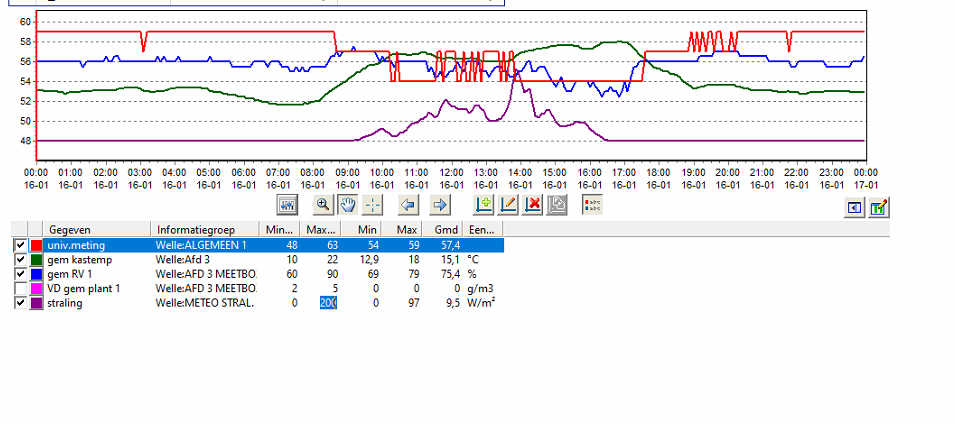 60
58
56
54
52
50
48
00:00 01:00 02:00 03:00 04:00 05:00 06:00 07:00 08:00 09:00 10:00 11:00 12:00 13:00 14:00 15:00 16:00 17:00 18:00 19:00 20:00 21:00 22:00 23:00 00:00
16-01 16-01 16-01 16-01 16-01 16-01 16-01 16-01 16-01 16-01 16-01 16-01 16-01 16-01 16-01 16-01 16-01 16-01 16-01 16-01 16-01 16-01 16-01 16-01 17-01
Gegeven Informatiegroep Min... Max... Min Max Gmd Een...
univ.meting Welle:ALGEMEEN 1 48 63 54 59 57,4
gem kastemp Welle:Afd 3 10 22 12,9 18 15,1 °C
gem RV 1 Welle:AFD 3 MEETBO. 60 90 69 79 75,4 %
VD gem plant 1 Welle:AFD 3 MEETBO. 2 5 0 0 0 g/m3
straling Welle:METEO STRAL. 0 200 0 97 9,5 W/m²